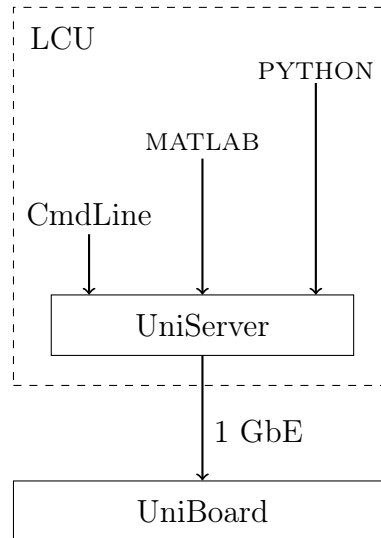 LCU
PYTHON
MATLAB
CmdLine
UniServer
1 GbE
UniBoard